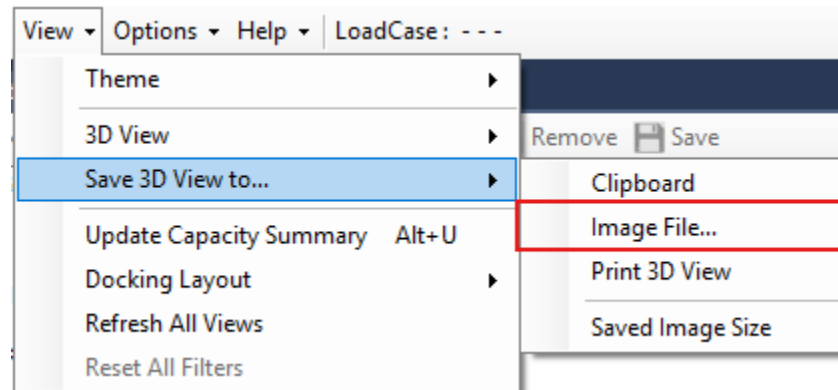 View Options Help LoadCase: - - -
Theme
3D View
Remove Save
Save 3D View to...
Clipboard
Image File...
Update Capacity Summary Alt+U
Print 3D View
Docking Layout
Refresh All Views
Saved Image Size
Reset All Filters